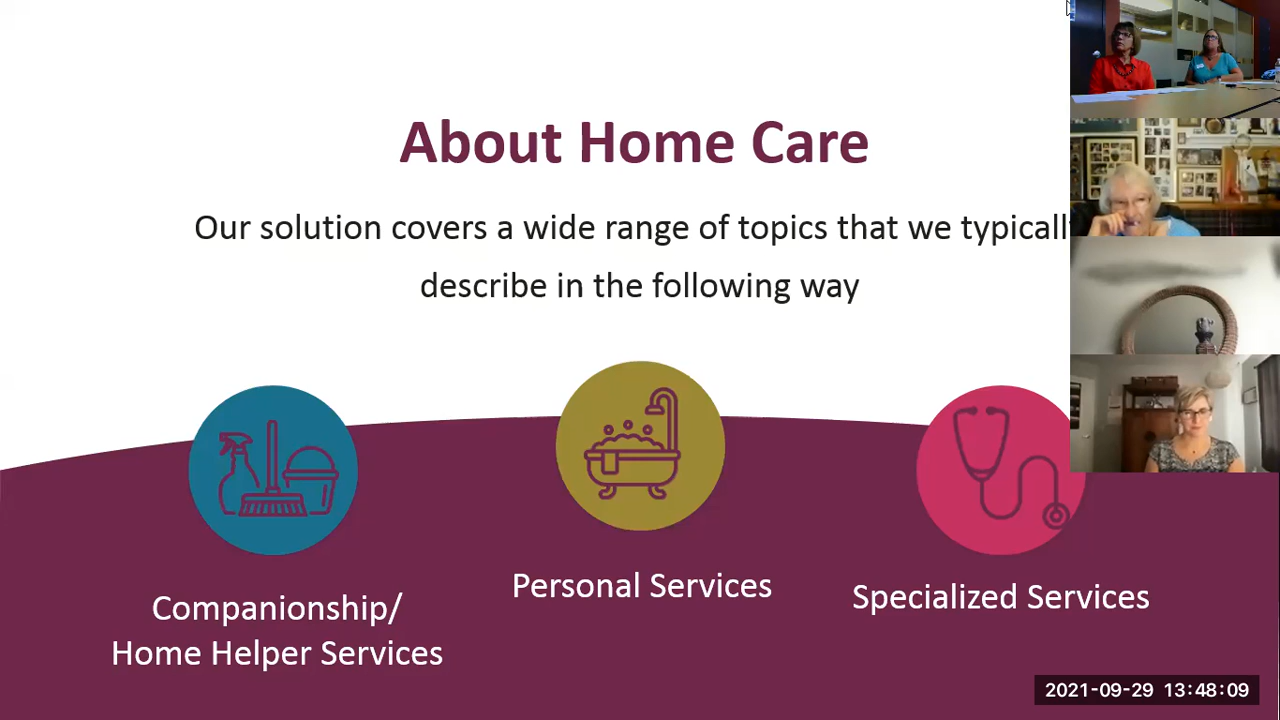 About Home Care
Our solution covers a wide range of topics that we typically
describe in the following way
Companionship/
Home Helper Services
Personal Services
Specialized Services
2021-09-29 13:48:09